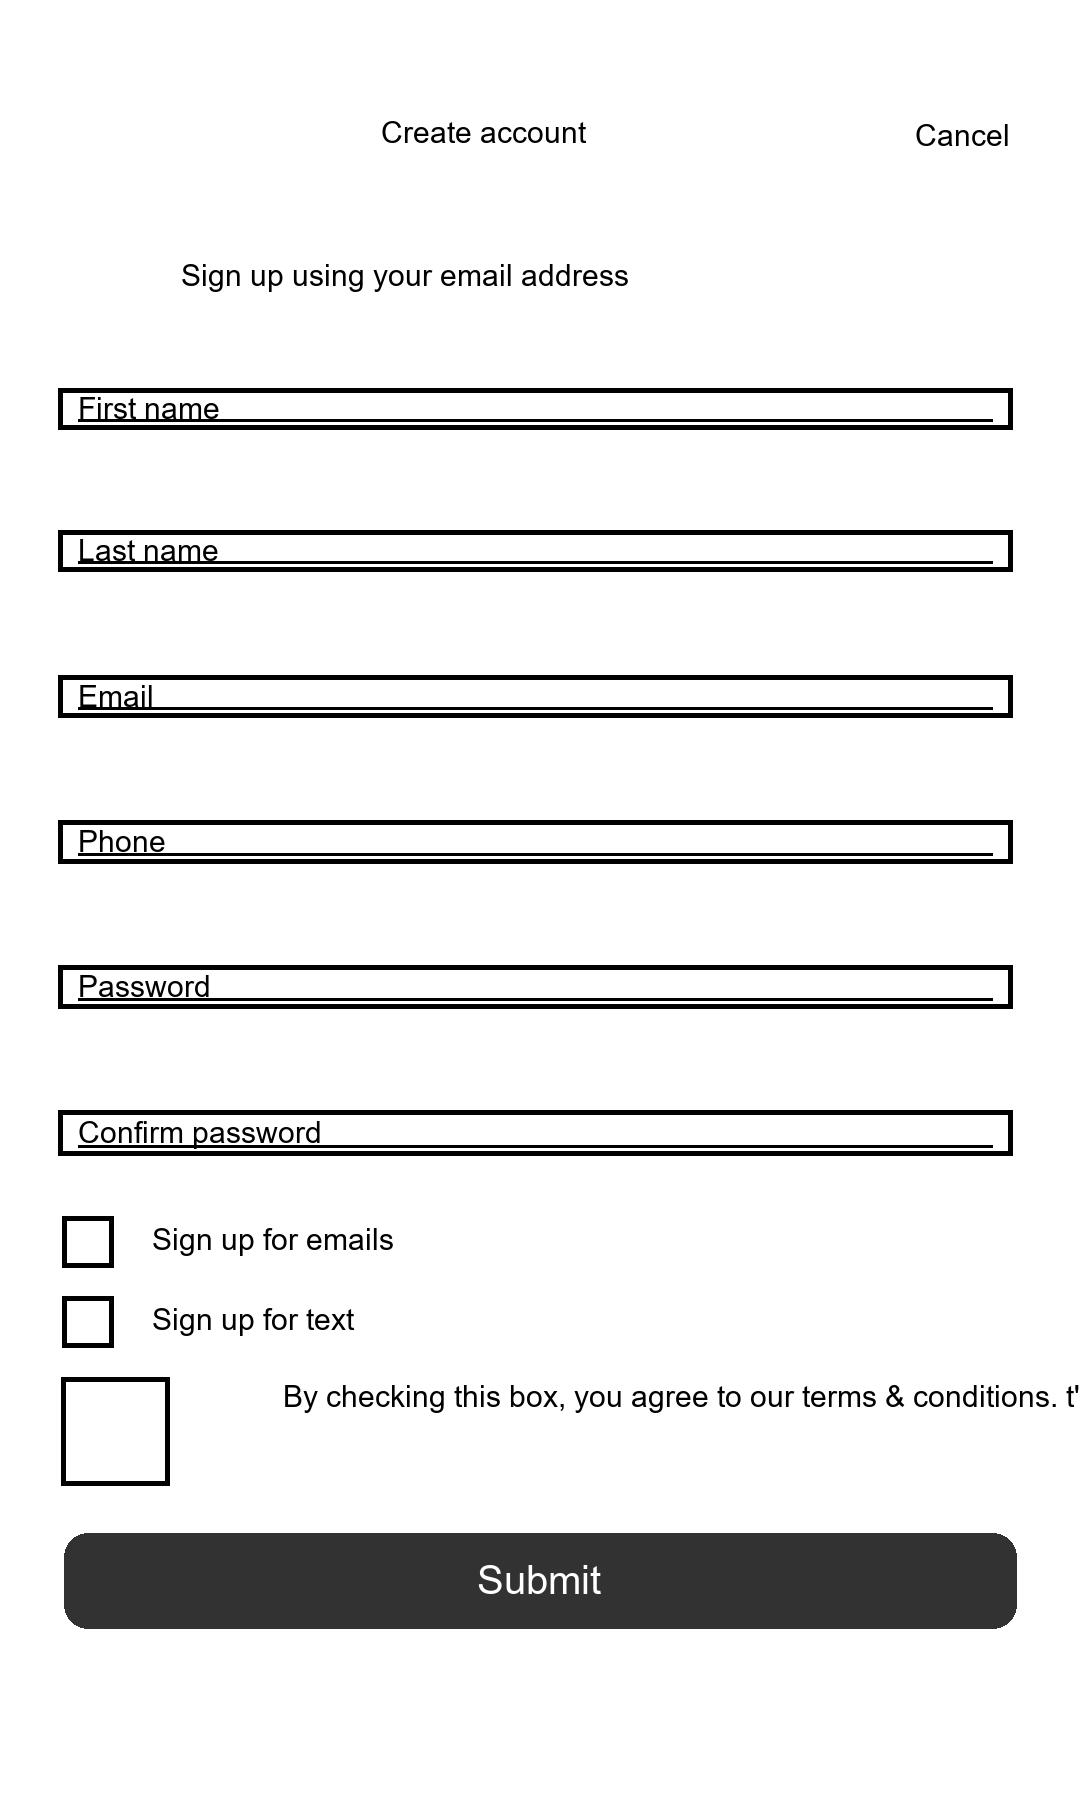 Create account
Cancel
Sign up using your email address
First name
Last name
Email
Phone
Password
Confirm password
Sign up for emails
Sign up for text
By checking this box, you agree to our terms & conditions. t'
Submit